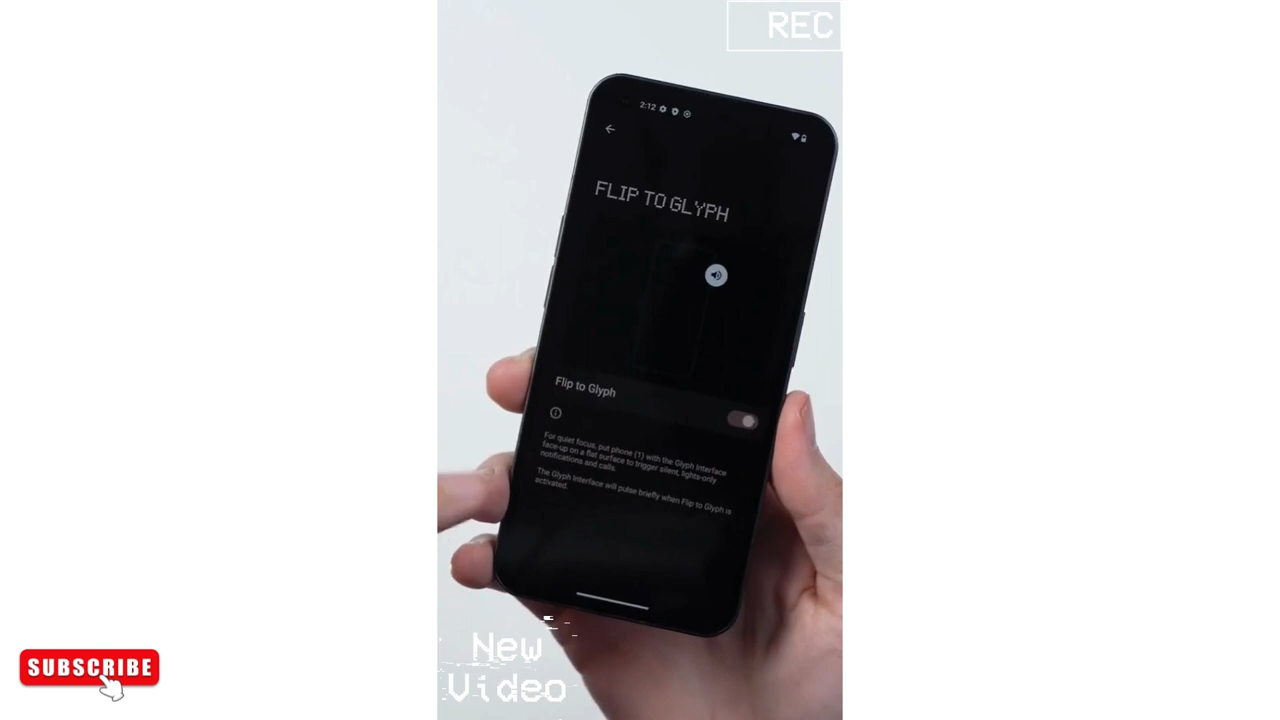 REC
2:12
FLIP TO GLYPH
Flip to Glyph
For quiet focus, put phone (1) with the Glyph Interface
face-up on a flat surface to trigger silent, lights-only
notifications and calls.
The Glyph Interface will pulse briefly when Flip to Glyph is
activated.
New
Video
SUBSCRIBE